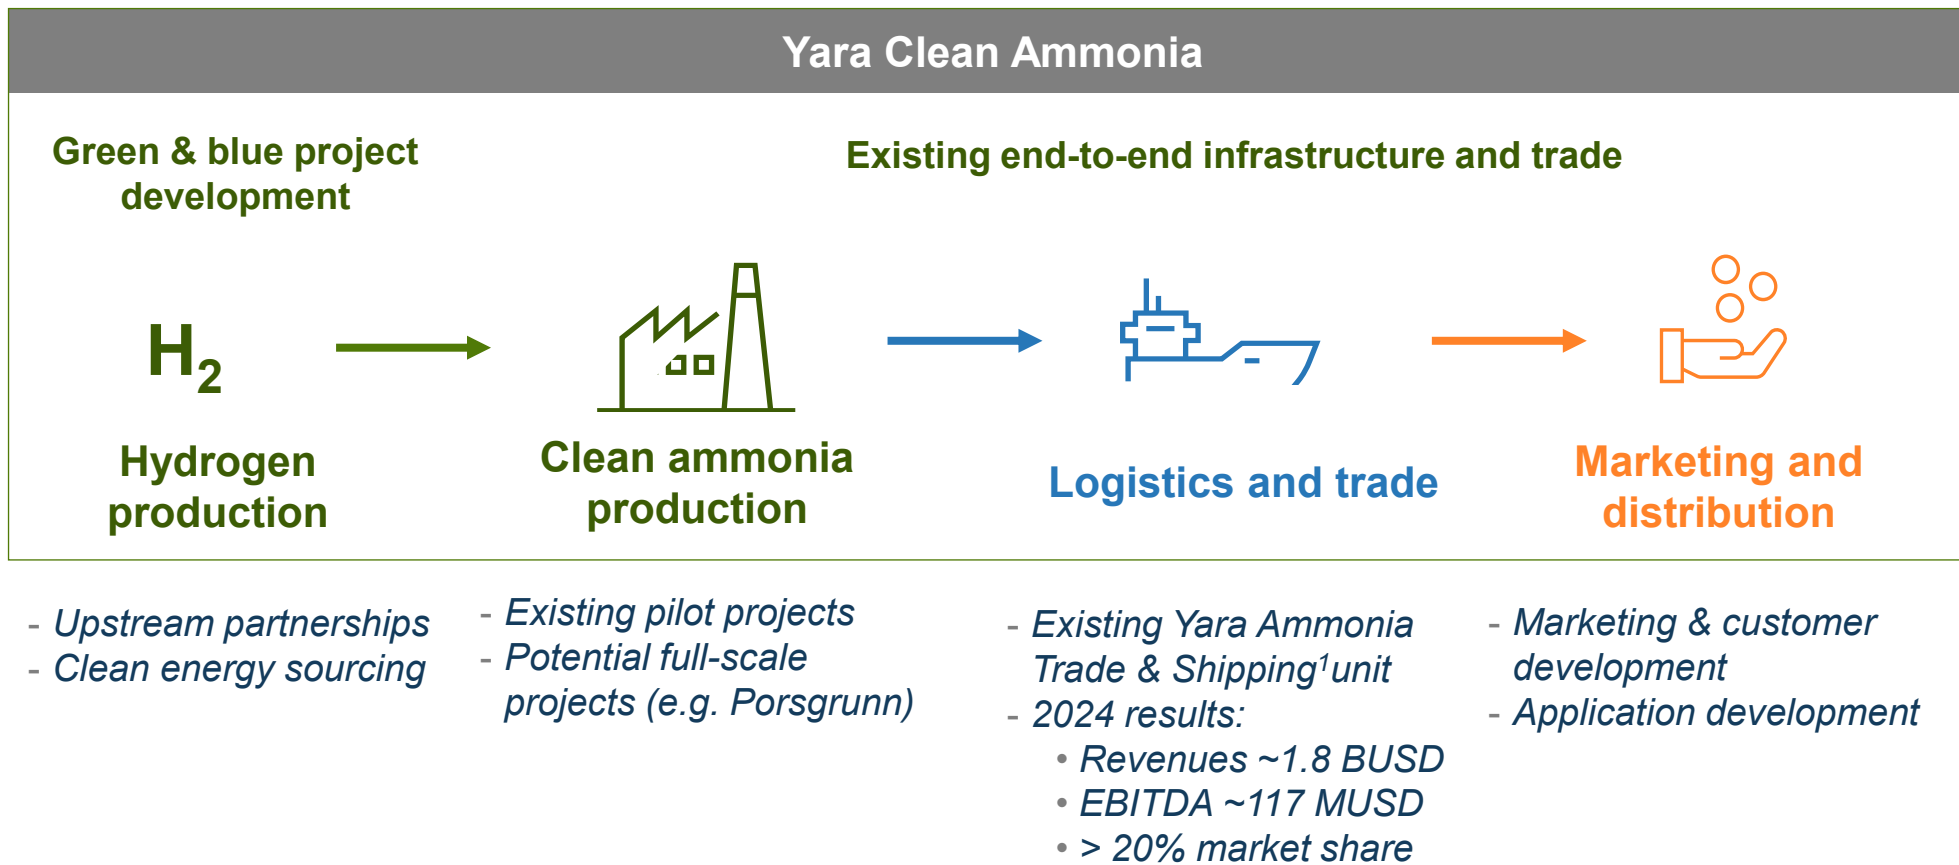 Yara Clean Ammonia
Green & blue project
development
Existing end-to-end infrastructure and trade
H2
Hydrogen
production
Clean ammonia
production
Logistics and trade
Marketing and
distribution
- Upstream partnerships
- Clean energy sourcing
- Existing pilot projects
- Potential full-scale
projects (e.g. Porsgrunn)
- Existing Yara Ammonia
Trade & Shipping¹ unit
- 2024 results:
• Revenues ~1.8 BUSD
• EBITDA ~117 MUSD
• > 20% market share
- Marketing & customer
development
- Application development